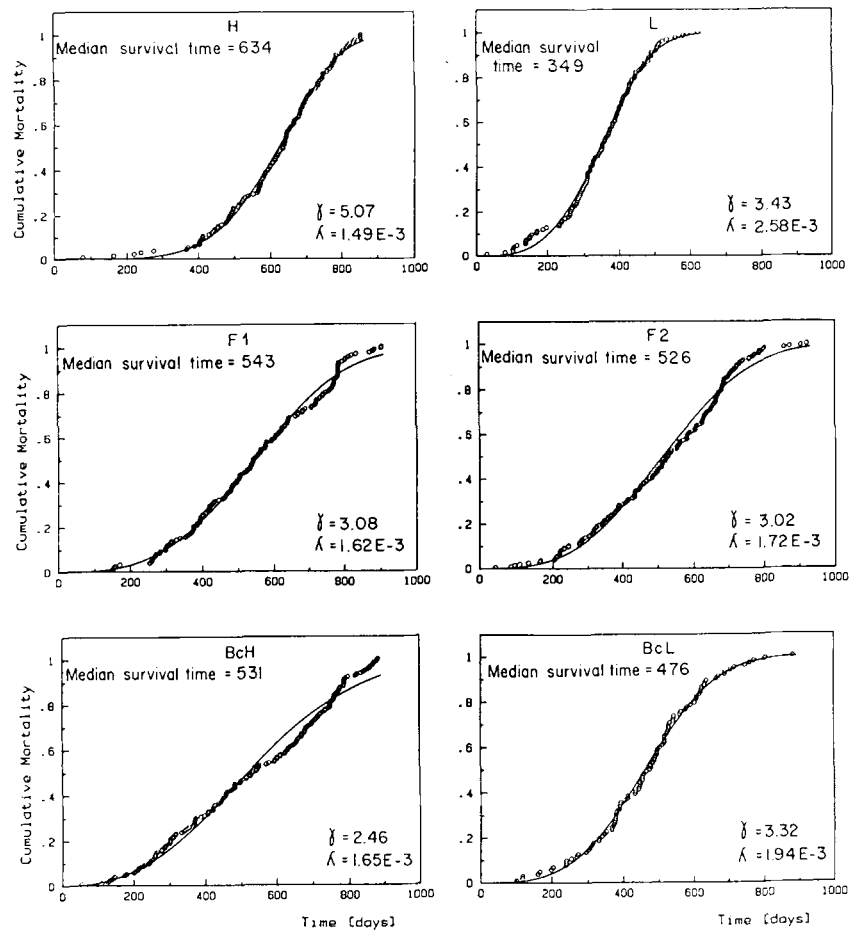 H
Median survival time = 634
Cumulative Mortality
1
.8
.6
.4
.2
0
ɣ = 5.07
ʎ = 1.49E-3
0 200 400 600 800 1000
L
Median survival
time = 349
1
.8
.6
.4
.2
0
ɣ = 3.43
ʎ = 2.58E-3
0 200 400 600 800 1000
F1
Median survival time = 543
Cumulative Mortality
1
.8
.6
.4
.2
0
ɣ = 3.08
ʎ = 1.62E-3
0 200 400 600 800 1000
F2
Median survival time = 526
1
.8
.6
.4
.2
0
ɣ = 3.02
ʎ = 1.72E-3
0 200 400 600 800 1000
BcH
Median survival time = 531
Cumulative Mortality
1
.8
.6
.4
.2
0
ɣ = 2.46
ʎ = 1.65E-3
0 200 400 600 800 1000
Time [days]
BcL
Median survival time = 476
1
.8
.6
.4
.2
0
ɣ = 3.32
ʎ = 1.94E-3
0 200 400 600 800 1000
Time [days]